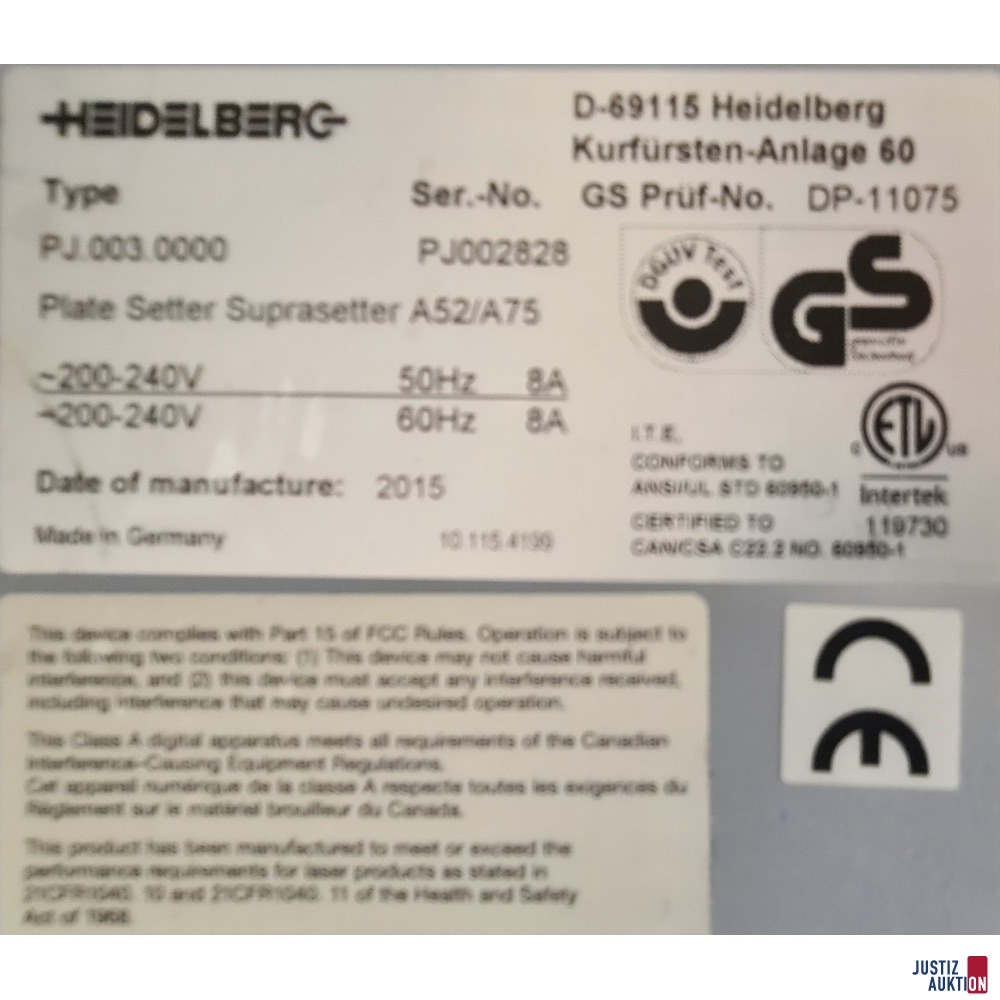 HEIDELBERG
D-69115 Heidelberg
Kurfürsten-Anlage 60
Type
Ser.-No.
GS Prüf-No. DP-11075
PJ.003.0000
PJ002828
Plate Setter Suprasetter A52/A75
DGUV Test
GS
~200-240V 50Hz 8A
~200-240V 60Hz 8A
Date of manufacture: 2015
Made in Germany
10.115.4199
I.T.E.
CONFORMS TO
ANSI/UL STD 60950-1
CERTIFIED TO
CAN/CSA C22.2 NO. 60950-1
ETL
C US
Intertek
119730
This device complies with Part 15 of FCC Rules. Operation is subject to
the following two conditions: (1) This device may not cause harmful
interference, and (2) this device must accept any interference received,
including interference that may cause undesired operation.
This Class A digital apparatus meets all requirements of the Canadian
Interference-Causing Equipment Regulations.
Cet appareil numérique de la classe A respecte toutes les exigences du
Règlement sur le matériel brouilleur du Canada.
This product has been manufactured to meet or exceed the
performance requirements for laser products as stated in
21CFR1040. 10 and 21CFR1040. 11 of the Health and Safety
Act of 1968.
CE
JUSTIZ
AUKTION